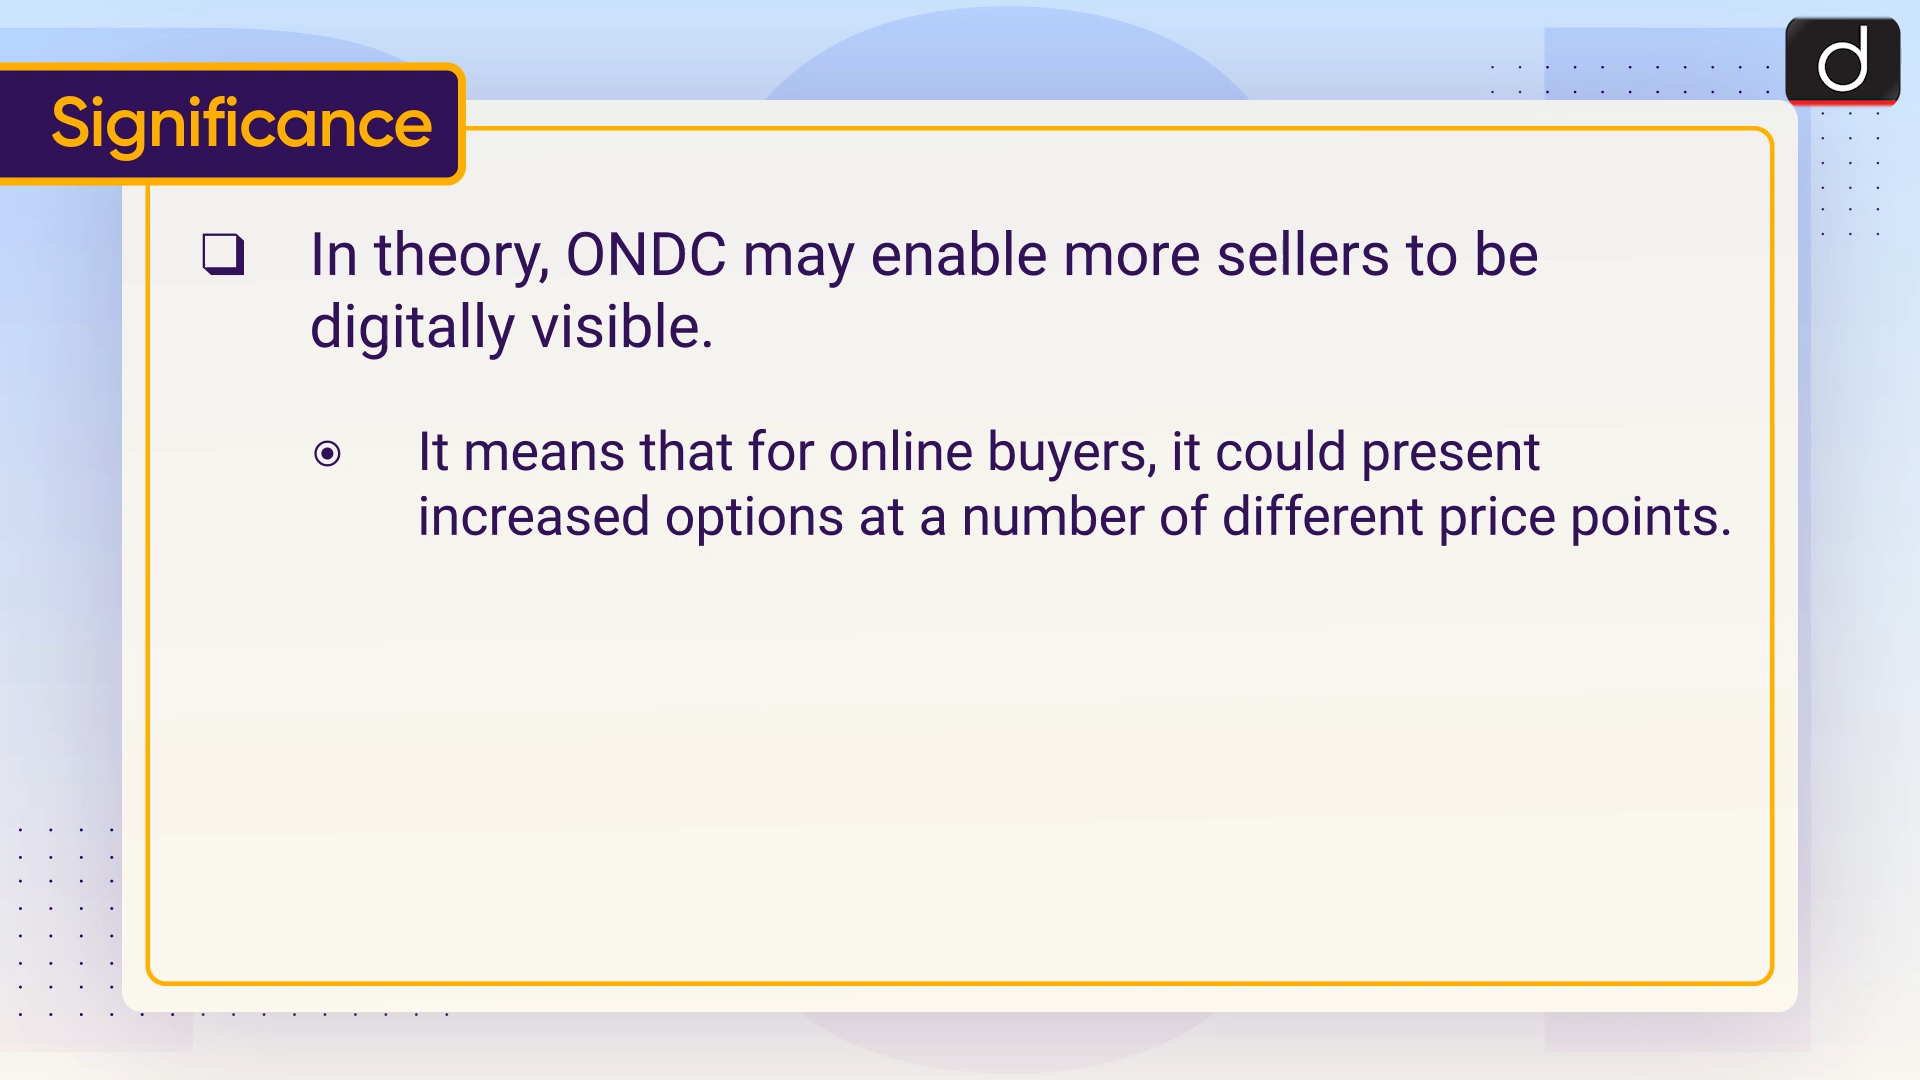 d
Significance
❑ In theory, ONDC may enable more sellers to be
digitally visible.
⦿ It means that for online buyers, it could present
increased options at a number of different price points.